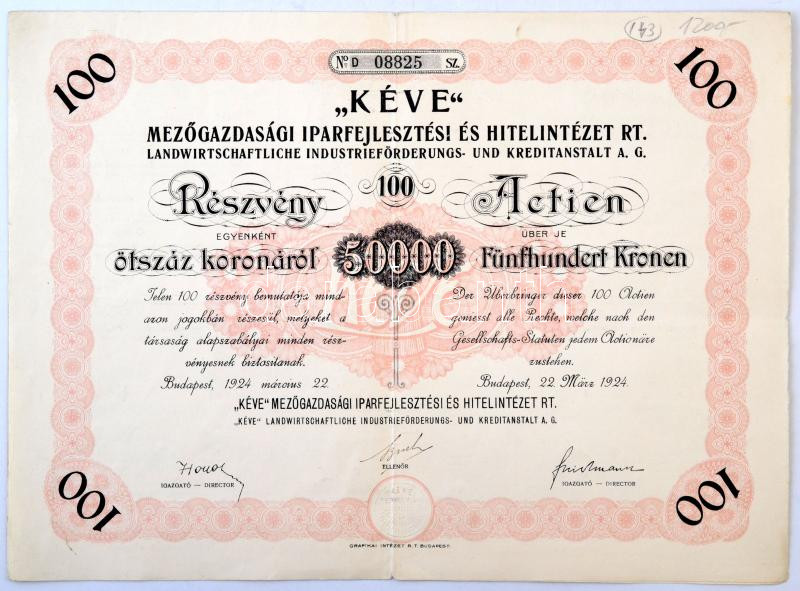 143 1200,-
No D 08825 SZ.
100 100
„KÉVE“
MEZŐGAZDASÁGI IPARFEJLESZTÉSI ÉS HITELINTÉZET RT.
LANDWIRTSCHAFTLICHE INDUSTRIEFÖRDERUNGS- UND KREDITANSTALT A. G.
Részvény 100 Actien
EGYENKÉNT ÜBER JE
ötszáz koronáról 50000 Fünfhundert Kronen
Jelen 100 részvény bemutatója mind-
azon jogokban részesül, melyeket a
társaság alapszabályai minden rész-
vényesnek biztosítanak.
Budapest, 1924 március 22.
Der Überbringer dieser 100 Actien
geniesst alle Rechte, welche nach den
Gesellschafts-Statuten jedem Actionäre
zustehen.
Budapest, 22. März 1924.
„KÉVE“ MEZŐGAZDASÁGI IPARFEJLESZTÉSI ÉS HITELINTÉZET RT.
„KÉVE“ LANDWIRTSCHAFTLICHE INDUSTRIEFÖRDERUNGS- UND KREDITANSTALT A. G.
IGAZGATÓ — DIRECTOR
ELLENŐR
IGAZGATÓ — DIRECTOR
100 100
GRAFIKAI INTÉZET R. T. BUDAPEST.